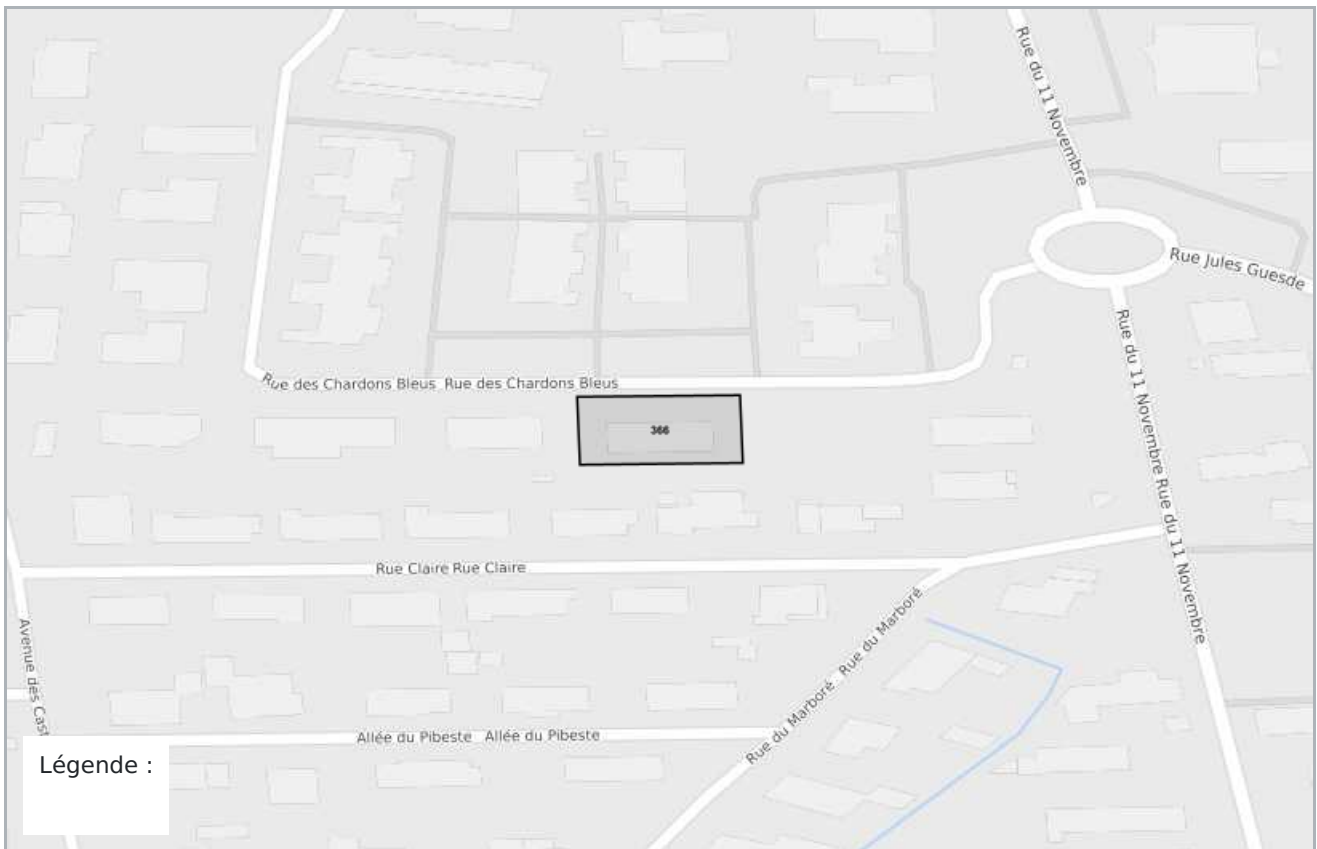 Rue du 11 Novembre
Rue Jules Guesde
Rue des Chardons Bleus Rue des Chardons Bleus
366
Rue du 11 Novembre Rue du 11 Novembre
Rue Claire Rue Claire
Rue du Marboré Rue du Marboré
Avenue des Cast
Allée du Pibeste Allée du Pibeste
Légende :